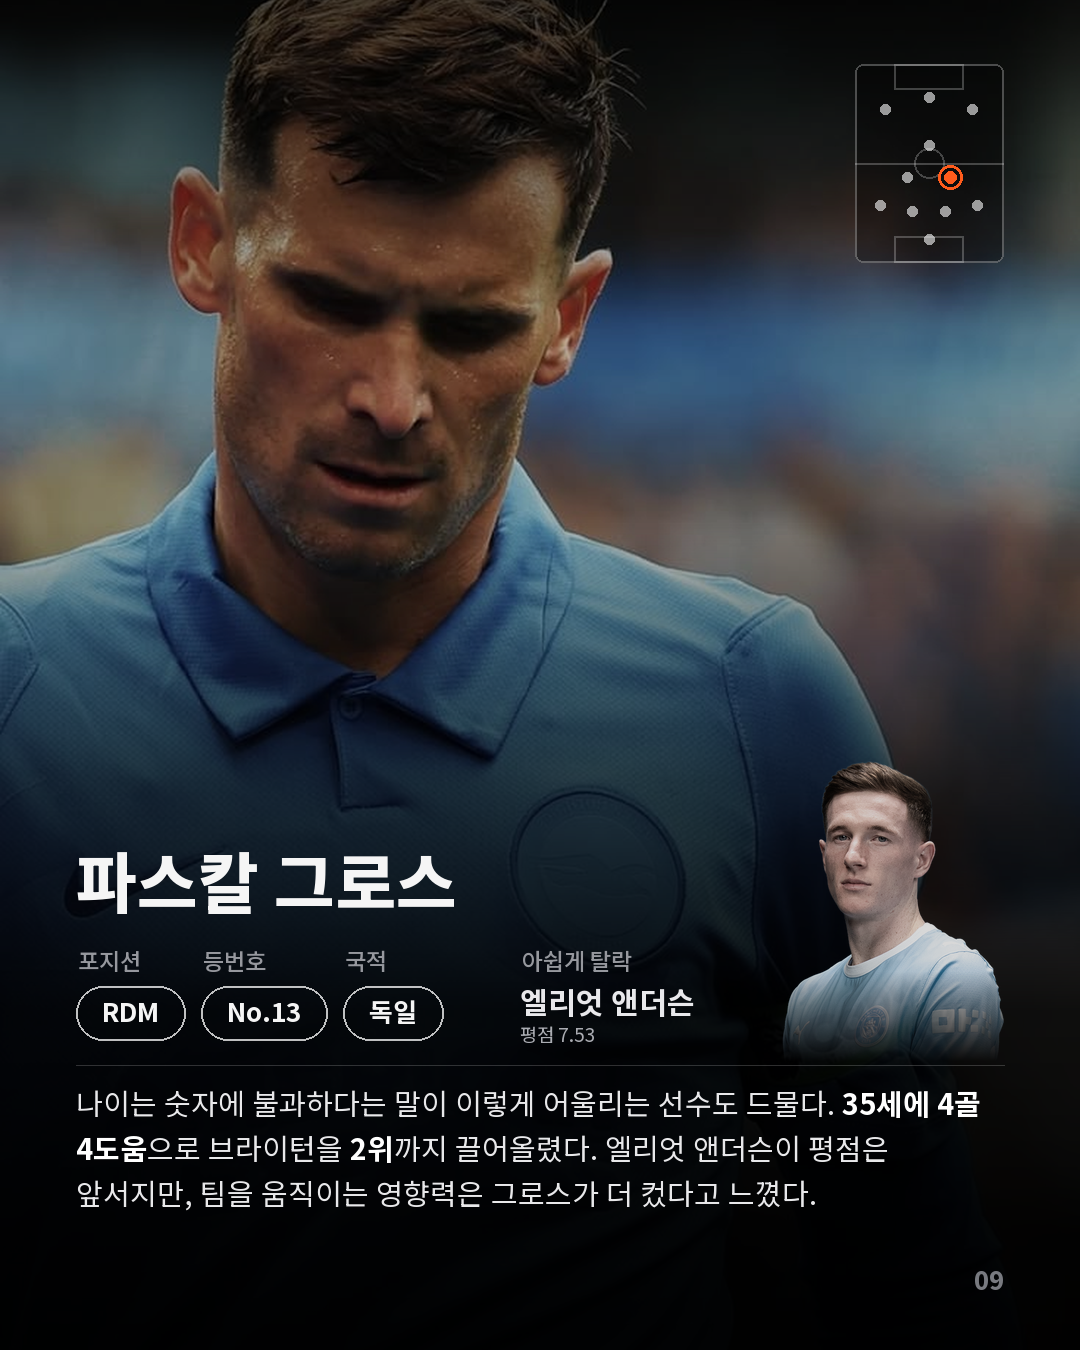 파스칼 그로스
포지션 등번호 국적
RDM No.13 독일
아쉽게 탈락
엘리엇 앤더슨
평점 7.53
나이는 숫자에 불과하다는 말이 이렇게 어울리는 선수도 드물다. 35세에 4골
4도움으로 브라이턴을 2위까지 끌어올렸다. 엘리엇 앤더슨이 평점은
앞서지만, 팀을 움직이는 영향력은 그로스가 더 컸다고 느꼈다.
09